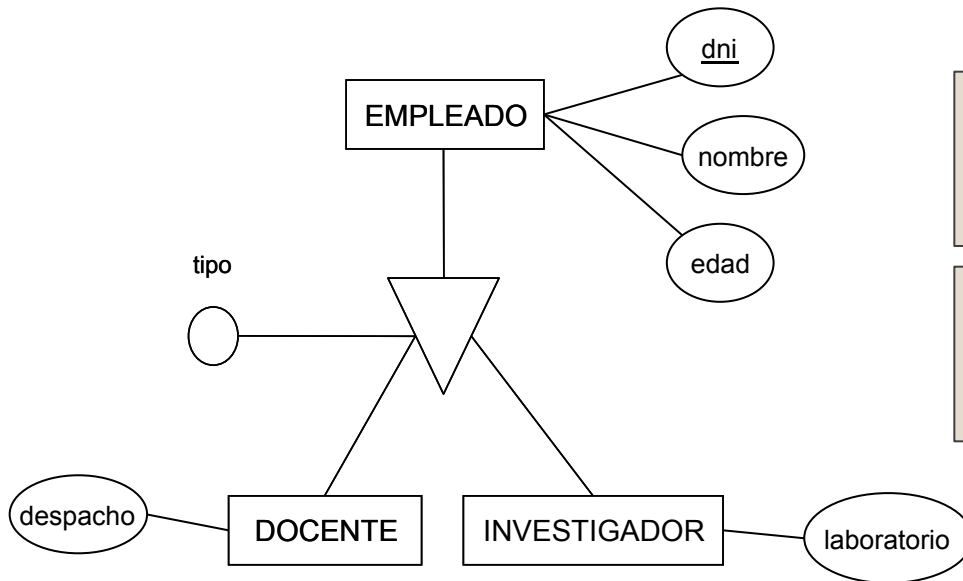 dni
EMPLEADO
nombre
edad
tipo
despacho
DOCENTE
INVESTIGADOR
laboratorio